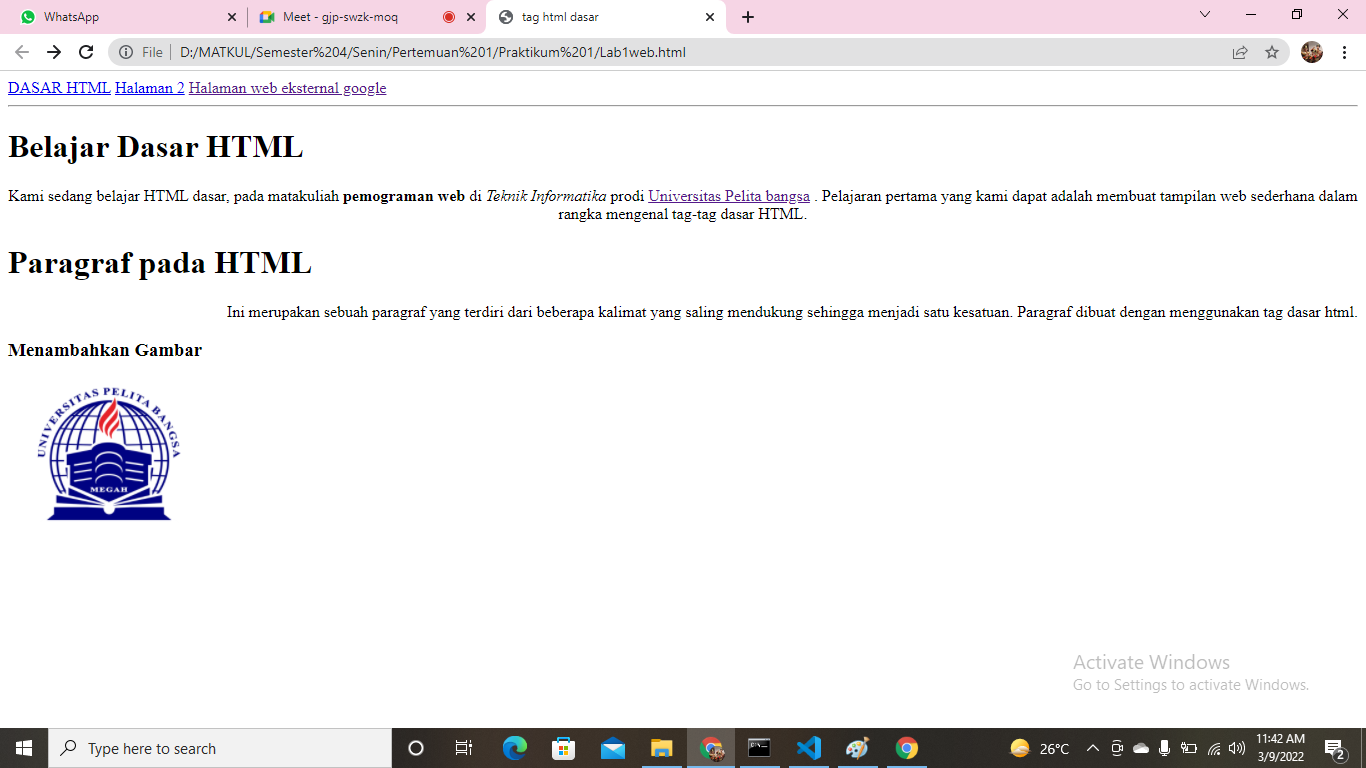 WhatsApp
Meet - gjp-swzk-moq
tag html dasar
File
D:/MATKUL/Semester%204/Senin/Pertemuan%201/Praktikum%201/Lab1web.html
DASAR HTML Halaman 2 Halaman web eksternal google
Belajar Dasar HTML
Kami sedang belajar HTML dasar, pada matakuliah pemograman web di Teknik Informatika prodi Universitas Pelita bangsa . Pelajaran pertama yang kami dapat adalah membuat tampilan web sederhana dalam
rangka mengenal tag-tag dasar HTML.
Paragraf pada HTML
Ini merupakan sebuah paragraf yang terdiri dari beberapa kalimat yang saling mendukung sehingga menjadi satu kesatuan. Paragraf dibuat dengan menggunakan tag dasar html.
Menambahkan Gambar
UNIVERSITAS PELITA BANGSA
MEGAH
Activate Windows
Go to Settings to activate Windows.
Type here to search
26°C
11:42 AM
3/9/2022
2